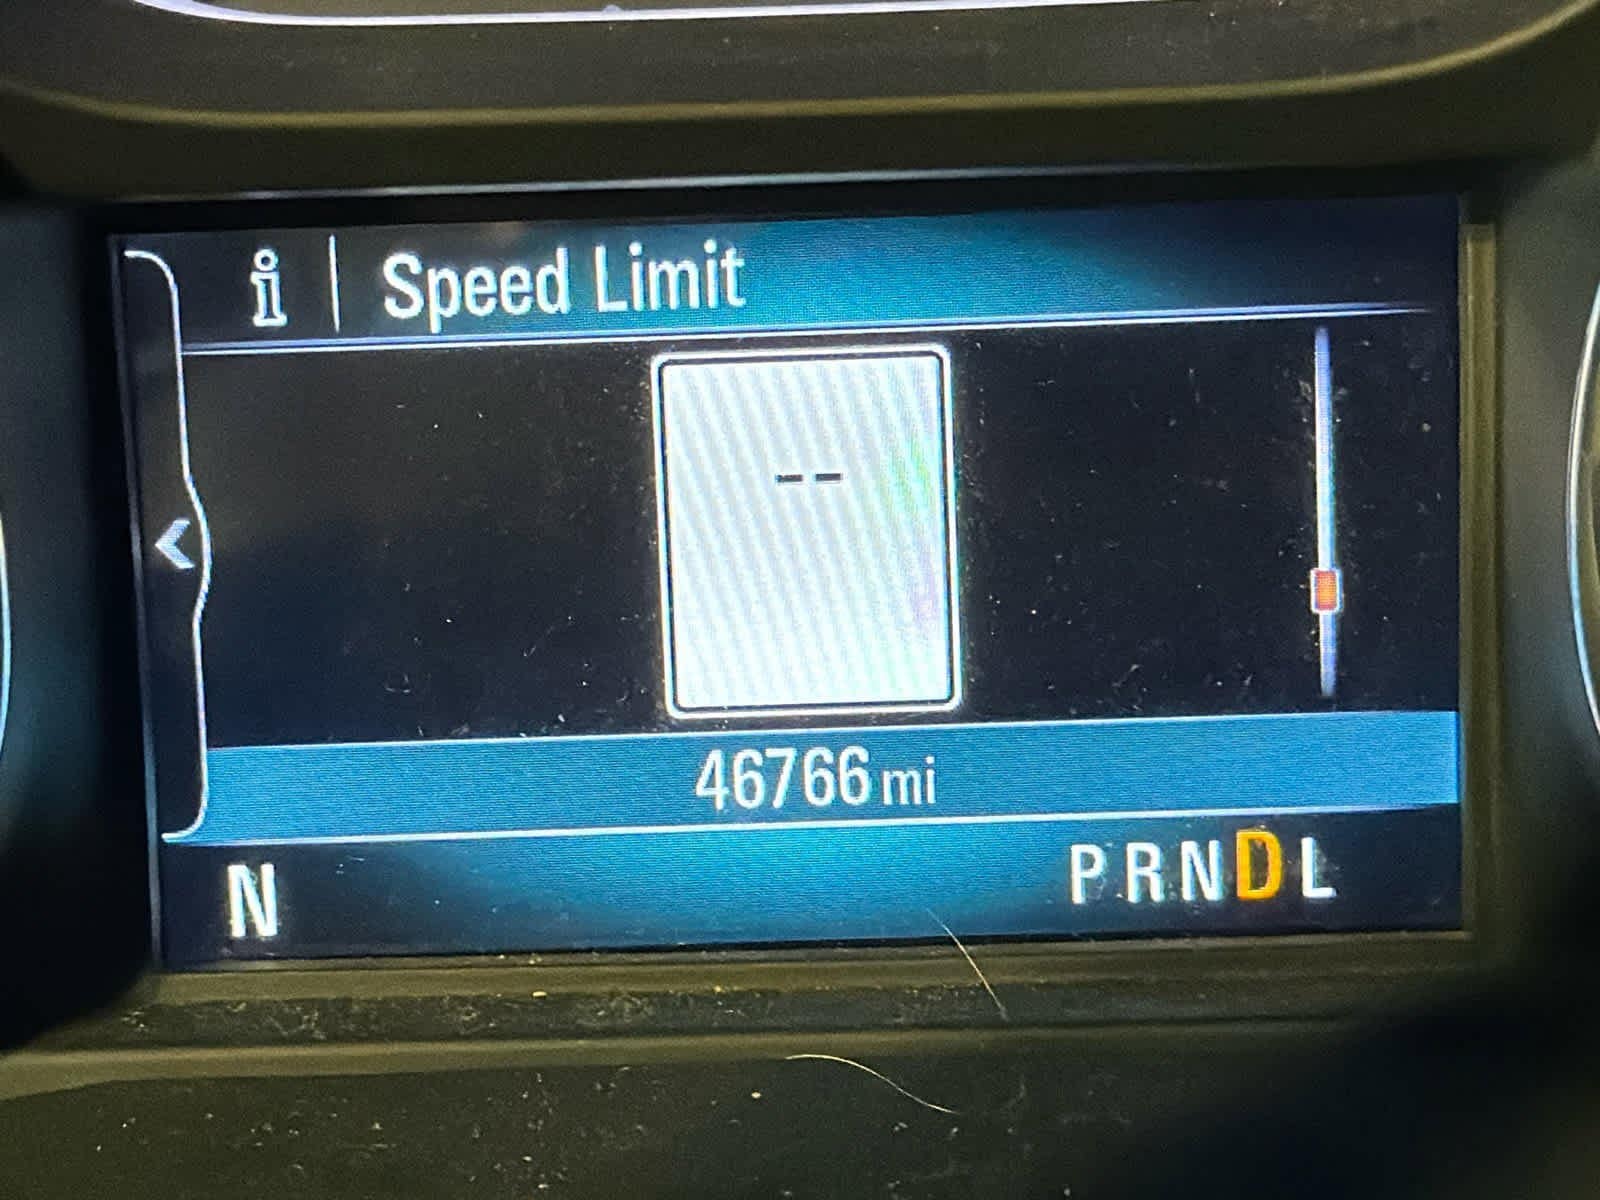 i | Speed Limit
--
46766 mi
N PRNDL